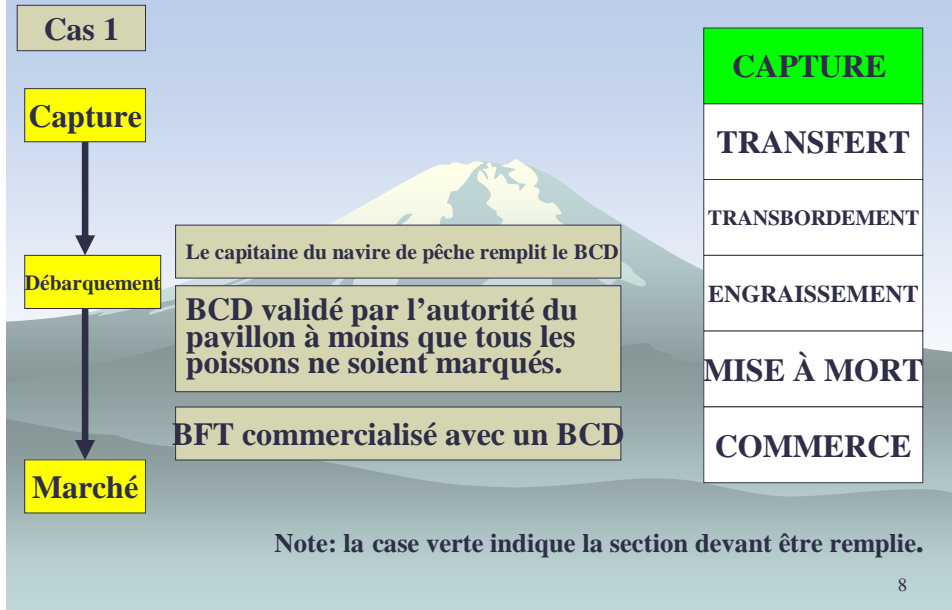 Cas 1
Capture
Débarquement
Marché
Le capitaine du navire de pêche remplit le BCD
BCD validé par l’autorité du
pavillon à moins que tous les
poissons ne soient marqués.
BFT commercialisé avec un BCD
CAPTURE
TRANSFERT
TRANSBORDEMENT
ENGRAISSEMENT
MISE À MORT
COMMERCE
Note: la case verte indique la section devant être remplie.
8